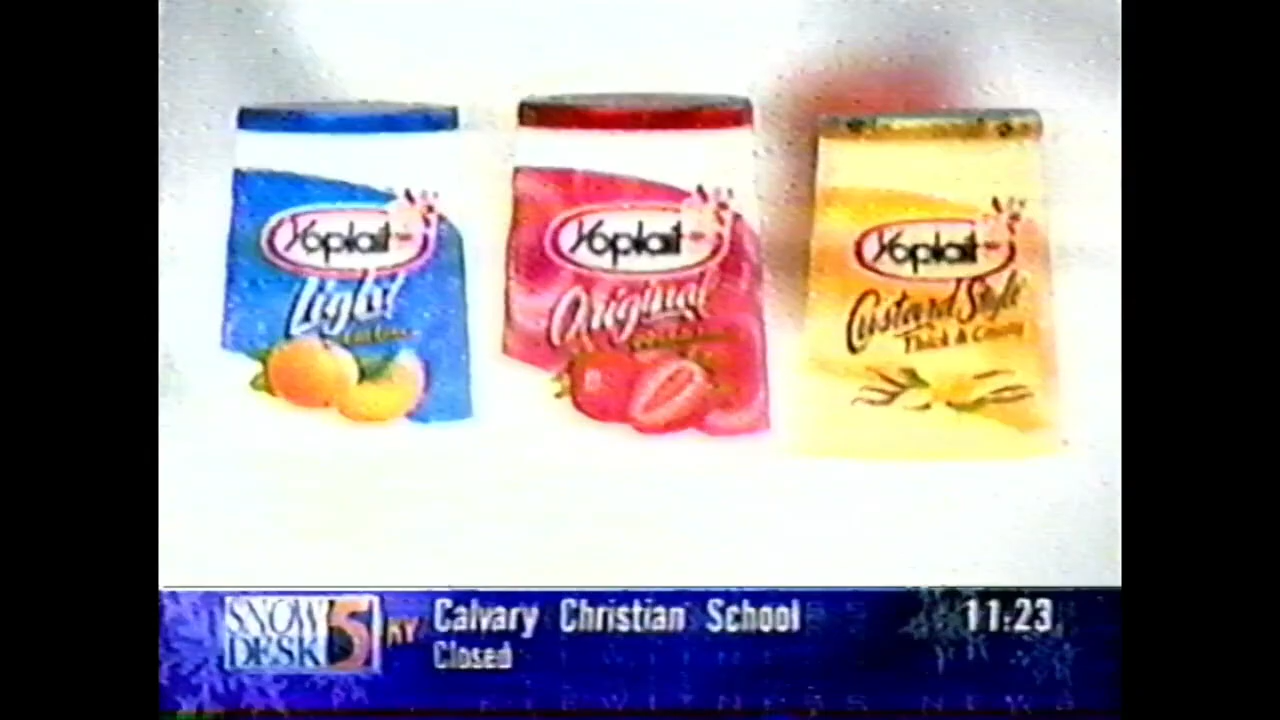 Yoplait
Light
Yoplait
Original
Yoplait
Custard Style
Thick & Creamy
SNOW
DESK
5
KY
Calvary Christian School
11:23
Closed